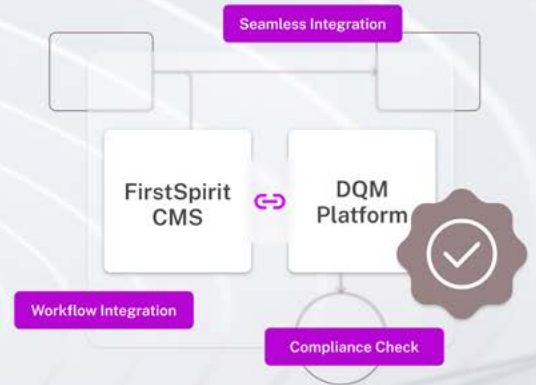 Seamless Integration
FirstSpirit
CMS
DQM
Platform
Workflow Integration
Compliance Check